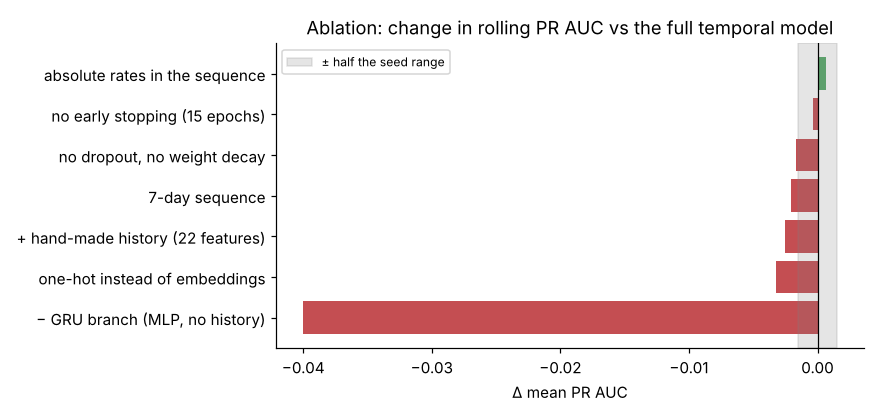 Ablation: change in rolling PR AUC vs the full temporal model
± half the seed range
absolute rates in the sequence
no early stopping (15 epochs)
no dropout, no weight decay
7-day sequence
+ hand-made history (22 features)
one-hot instead of embeddings
− GRU branch (MLP, no history)
−0.04 −0.03 −0.02 −0.01 0.00
Δ mean PR AUC